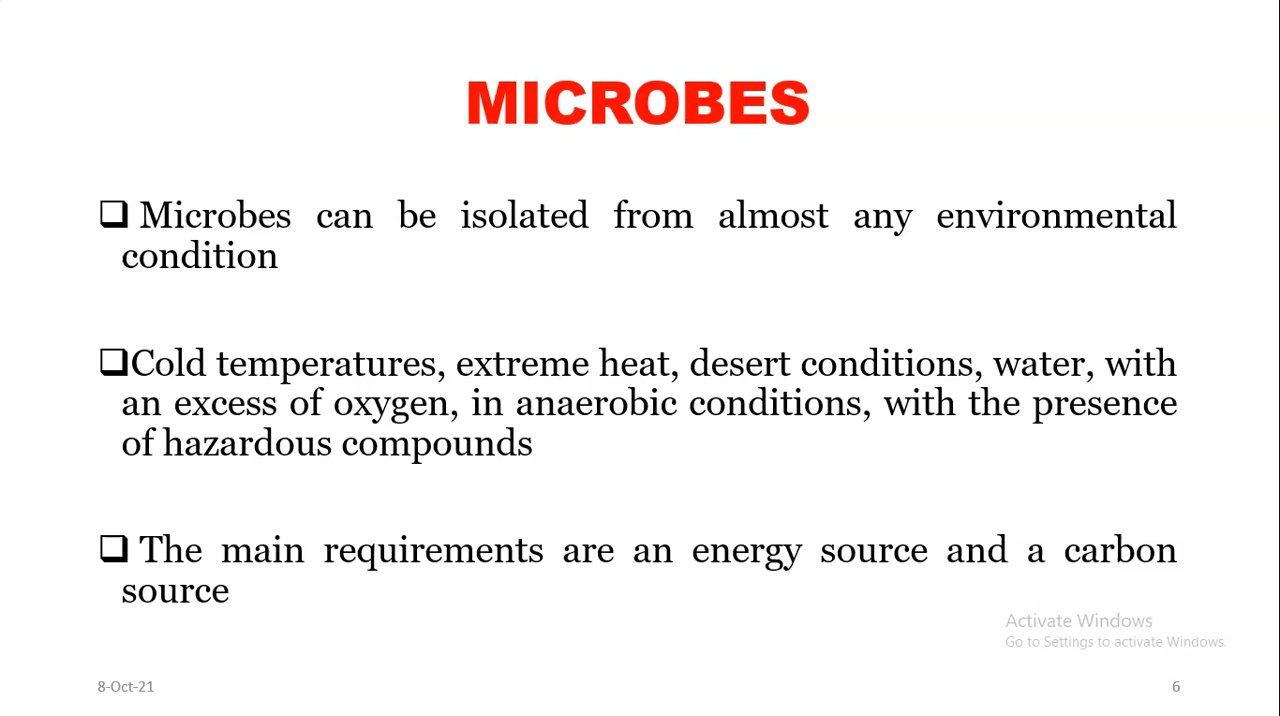 MICROBES
❑ Microbes can be isolated from almost any environmental
condition
❑Cold temperatures, extreme heat, desert conditions, water, with
an excess of oxygen, in anaerobic conditions, with the presence
of hazardous compounds
❑ The main requirements are an energy source and a carbon
source
Activate Windows
Go to Settings to activate Windows.
8-Oct-21
6